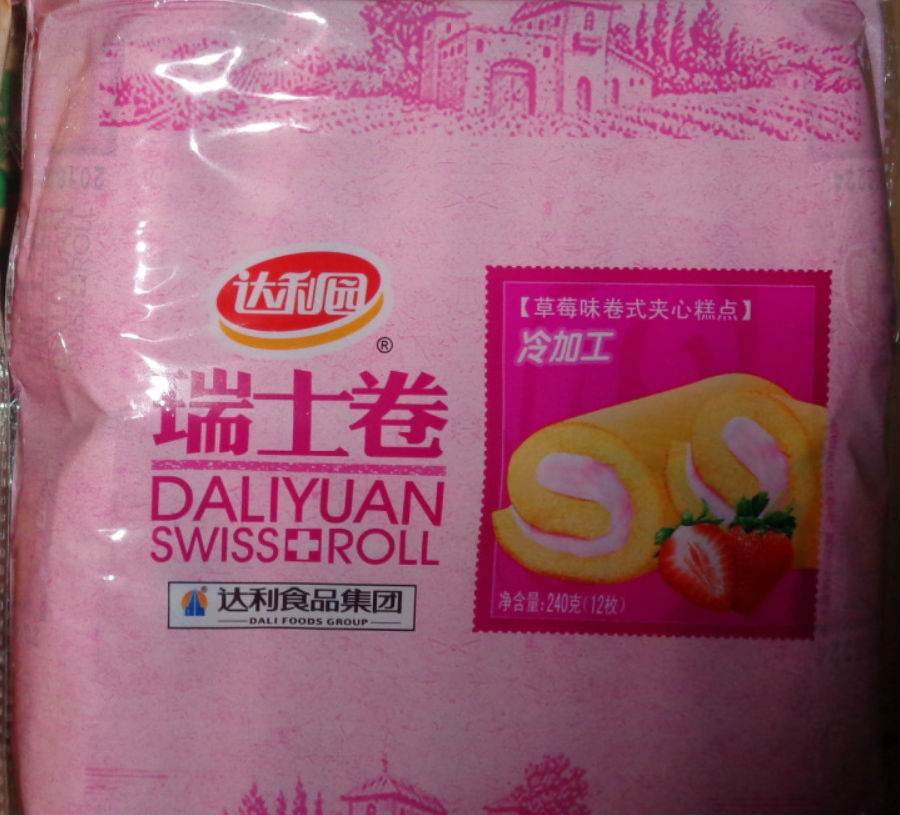 达利园
®
瑞士卷
DALIYUAN
SWISS ROLL
达利食品集团
DALI FOODS GROUP
【草莓味卷式夹心糕点】
冷加工
净含量:240克(12枚)